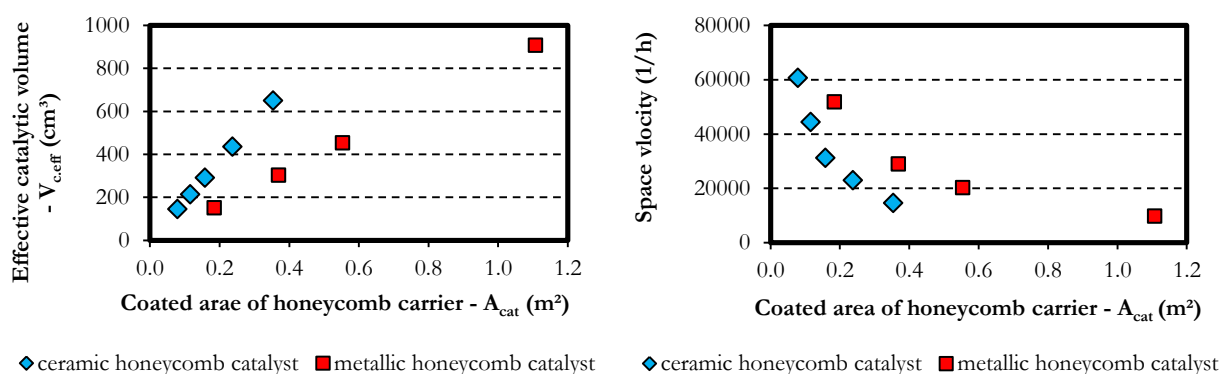 Effective catalytic volume
- V_c.eff (cm³)
1000
800
600
400
200
0
0.0 0.2 0.4 0.6 0.8 1.0 1.2
Coated arae of honeycomb carrier - A_cat (m²)
ceramic honeycomb catalyst metallic honeycomb catalyst
Space vlocity (1/h)
80000
60000
40000
20000
0
0.0 0.2 0.4 0.6 0.8 1.0 1.2
Coated area of honeycomb carrier - A_cat (m²)
ceramic honeycomb catalyst metallic honeycomb catalyst